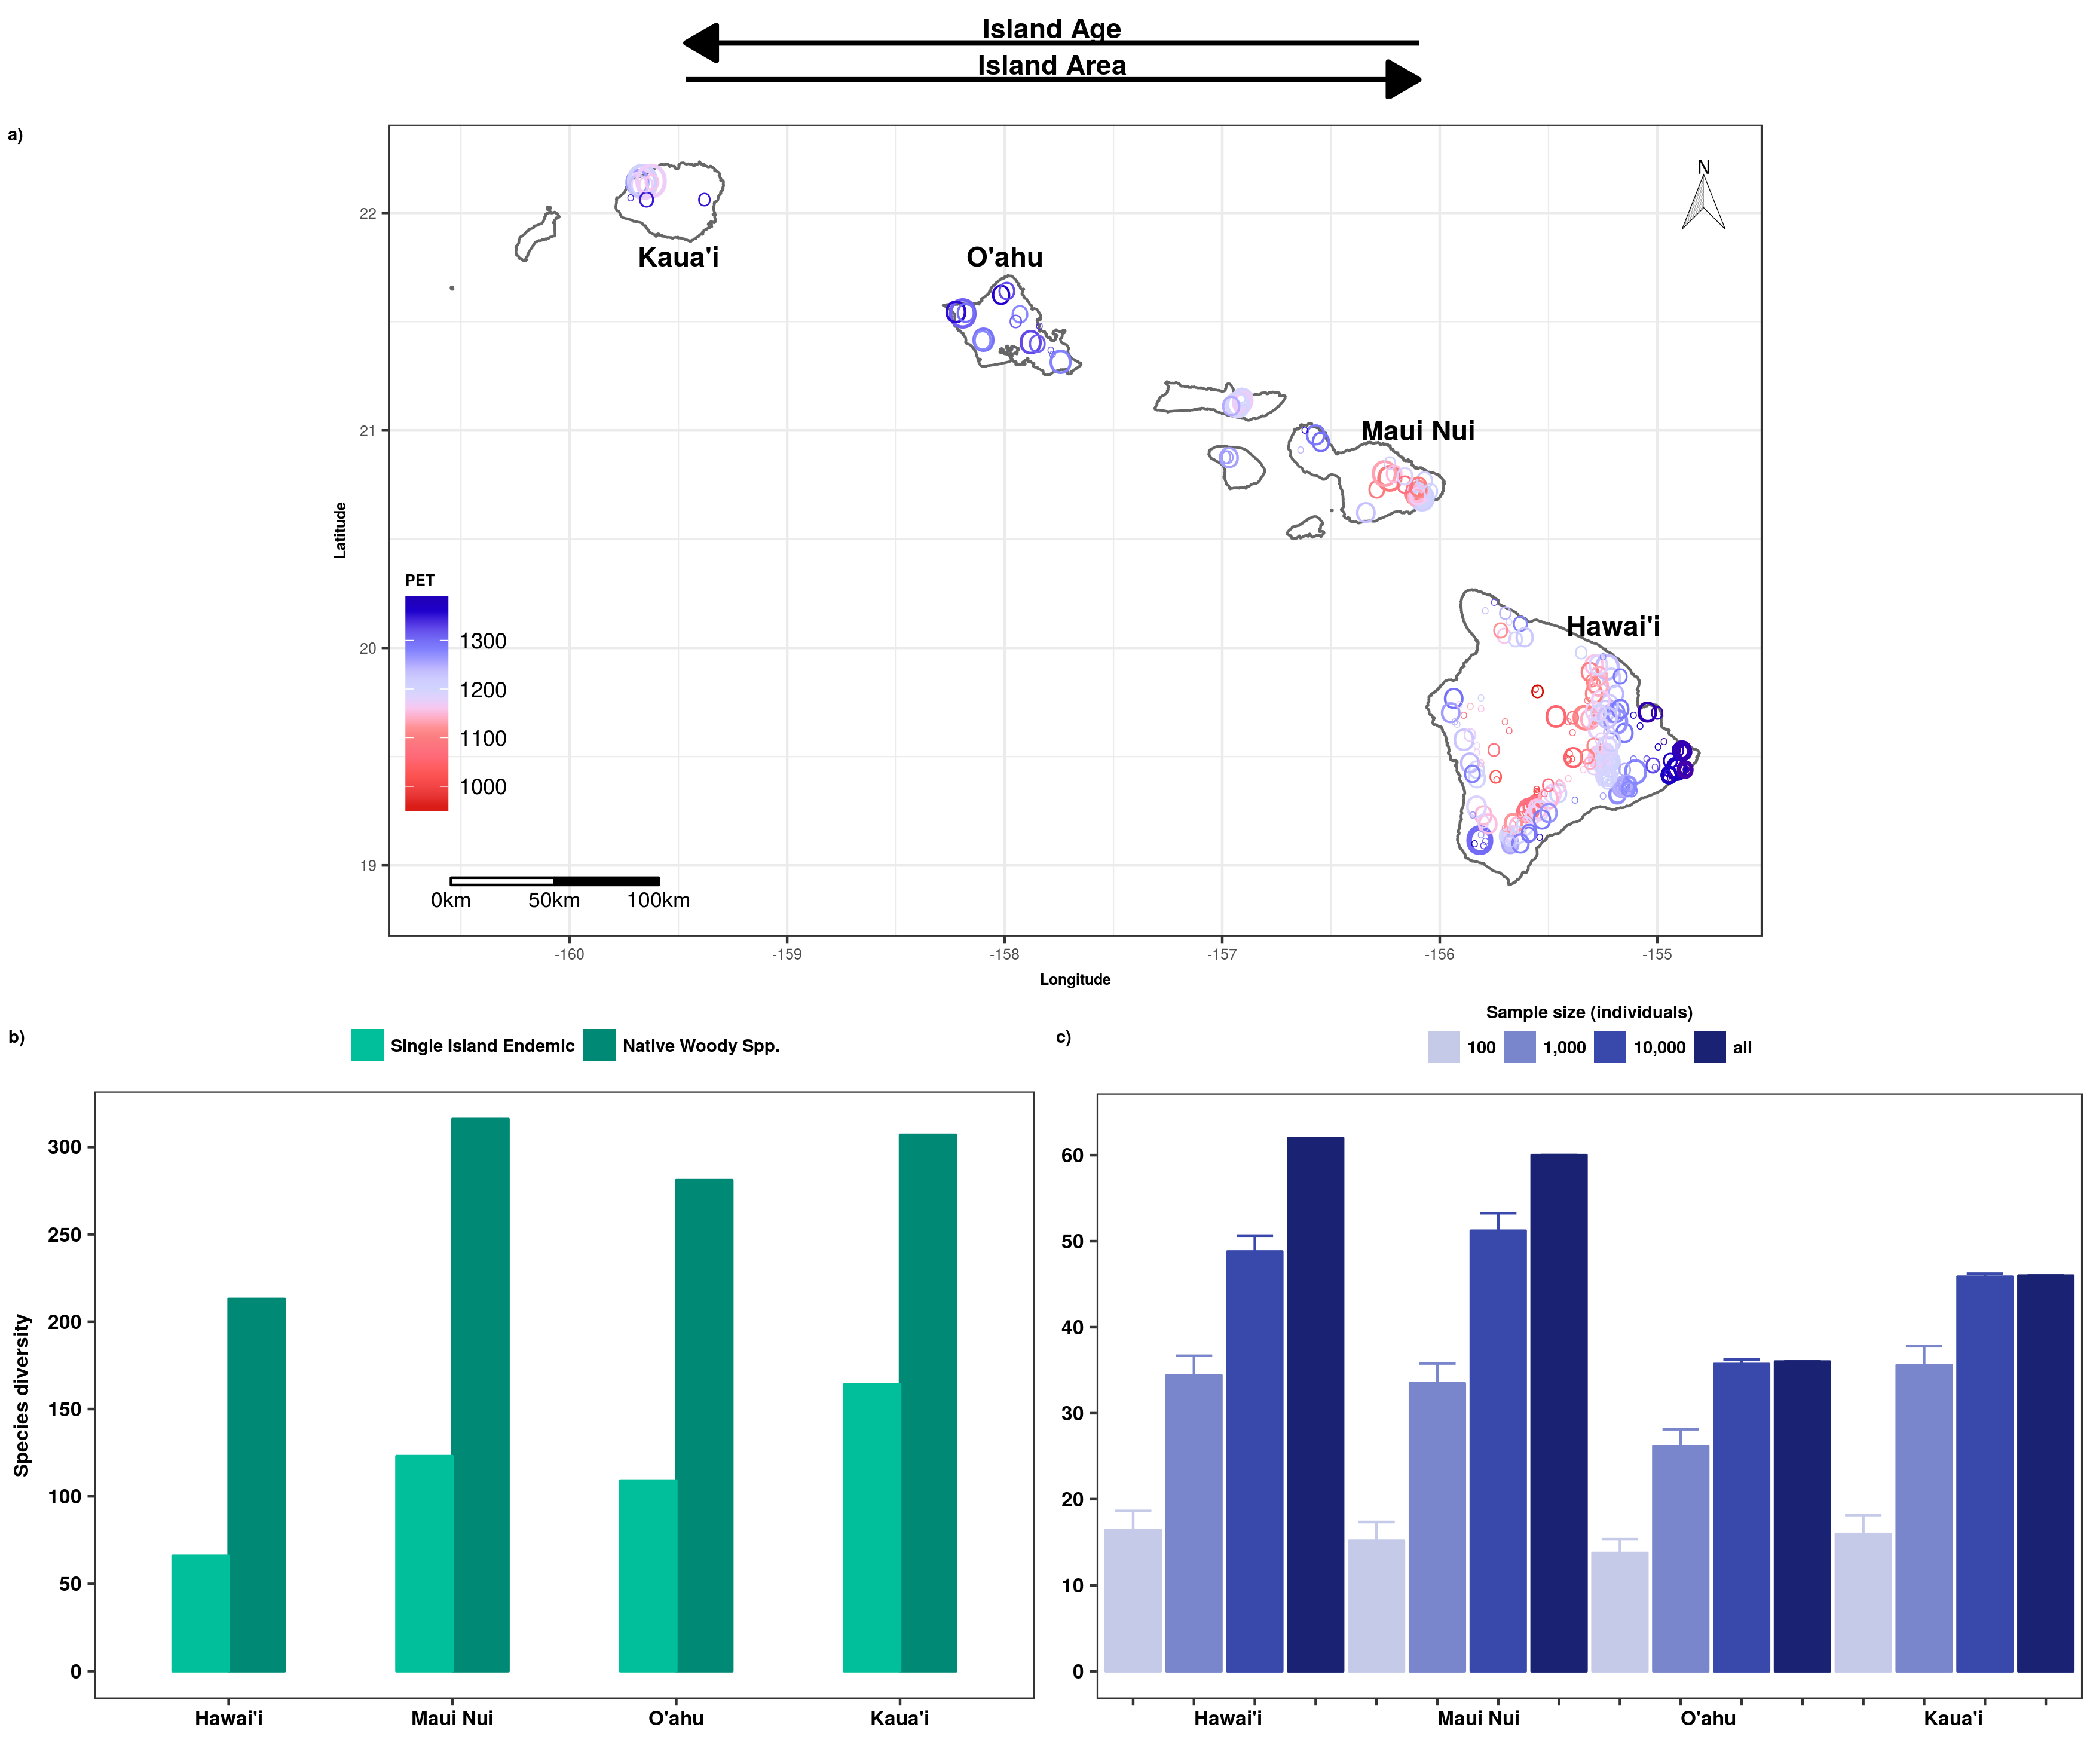 Island Age
Island Area
a)
N
Kaua'i
O'ahu
Maui Nui
Hawai'i
22
21
20
19
Latitude
PET
1300
1200
1100
1000
0km 50km 100km
-160 -159 -158 -157 -156 -155
Longitude
b)
Single Island Endemic Native Woody Spp.
Species diversity
300
250
200
150
100
50
0
Hawai'i Maui Nui O'ahu Kaua'i
c)
Sample size (individuals)
100 1,000 10,000 all
60
50
40
30
20
10
0
Hawai'i Maui Nui O'ahu Kaua'i